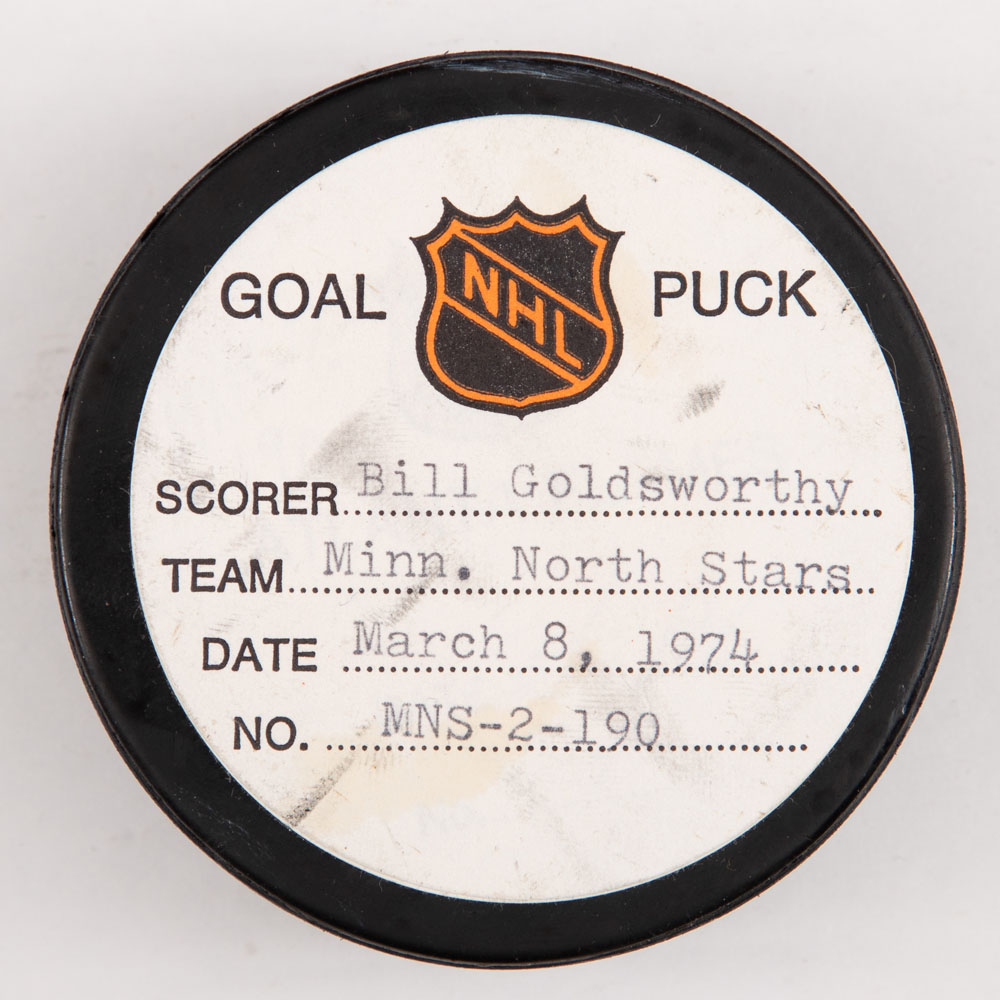 GOAL NHL PUCK
SCORER Bill Goldsworthy
TEAM Minn. North Stars
DATE March 8, 1974
NO. MNS-2-190